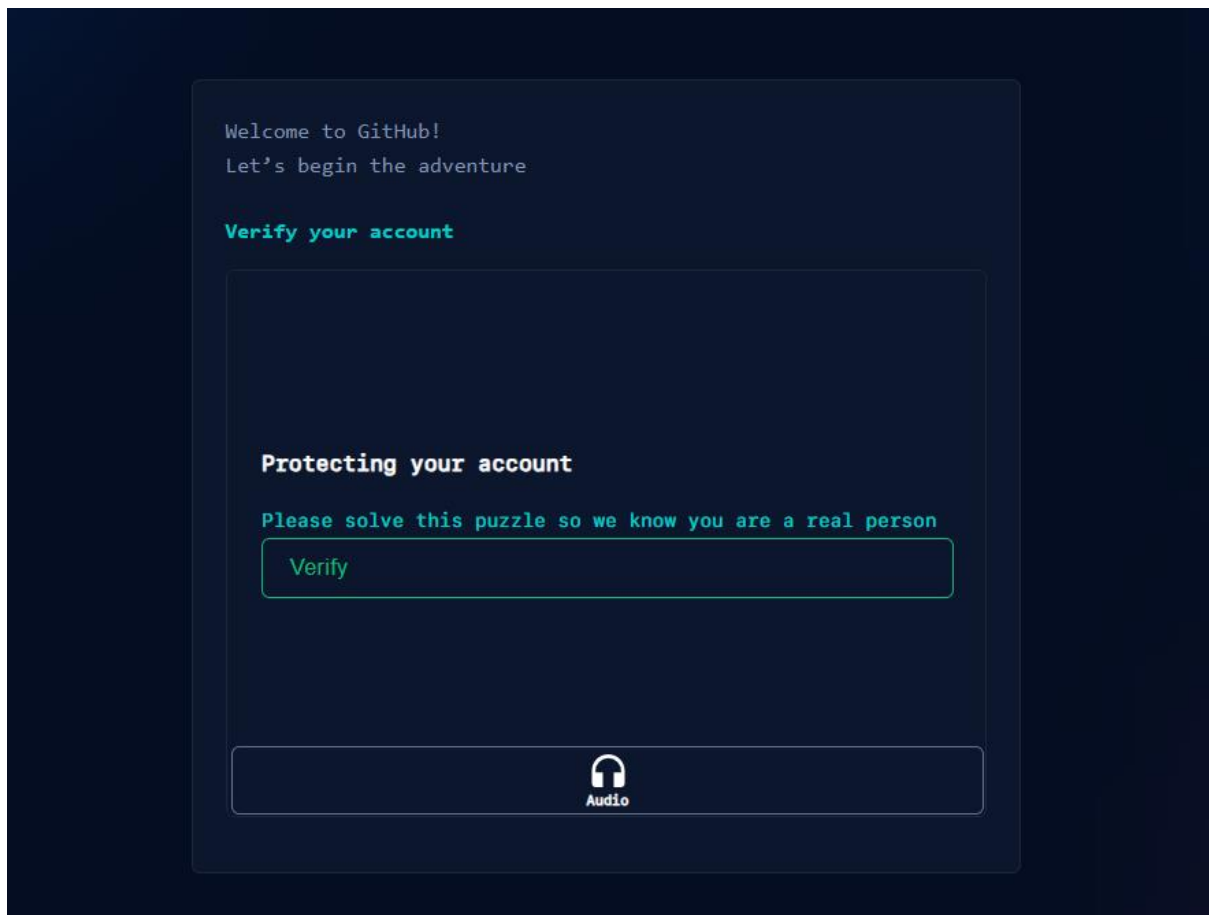 Welcome to GitHub!
Let’s begin the adventure
Verify your account
Protecting your account
Please solve this puzzle so we know you are a real person
Verify
Audio